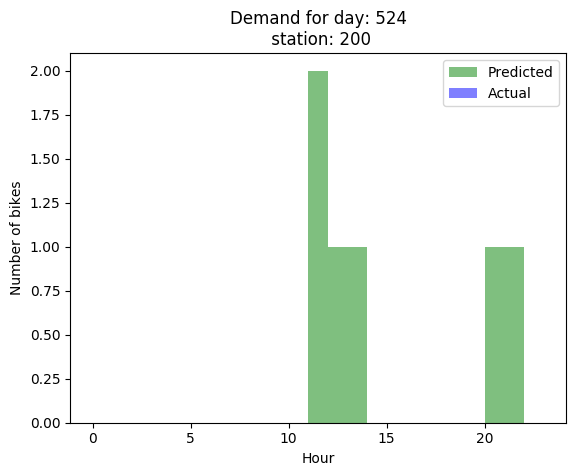 Demand for day: 524
station: 200
Predicted
Actual
2.00
1.75
1.50
1.25
1.00
0.75
0.50
0.25
0.00
Number of bikes
0 5 10 15 20
Hour